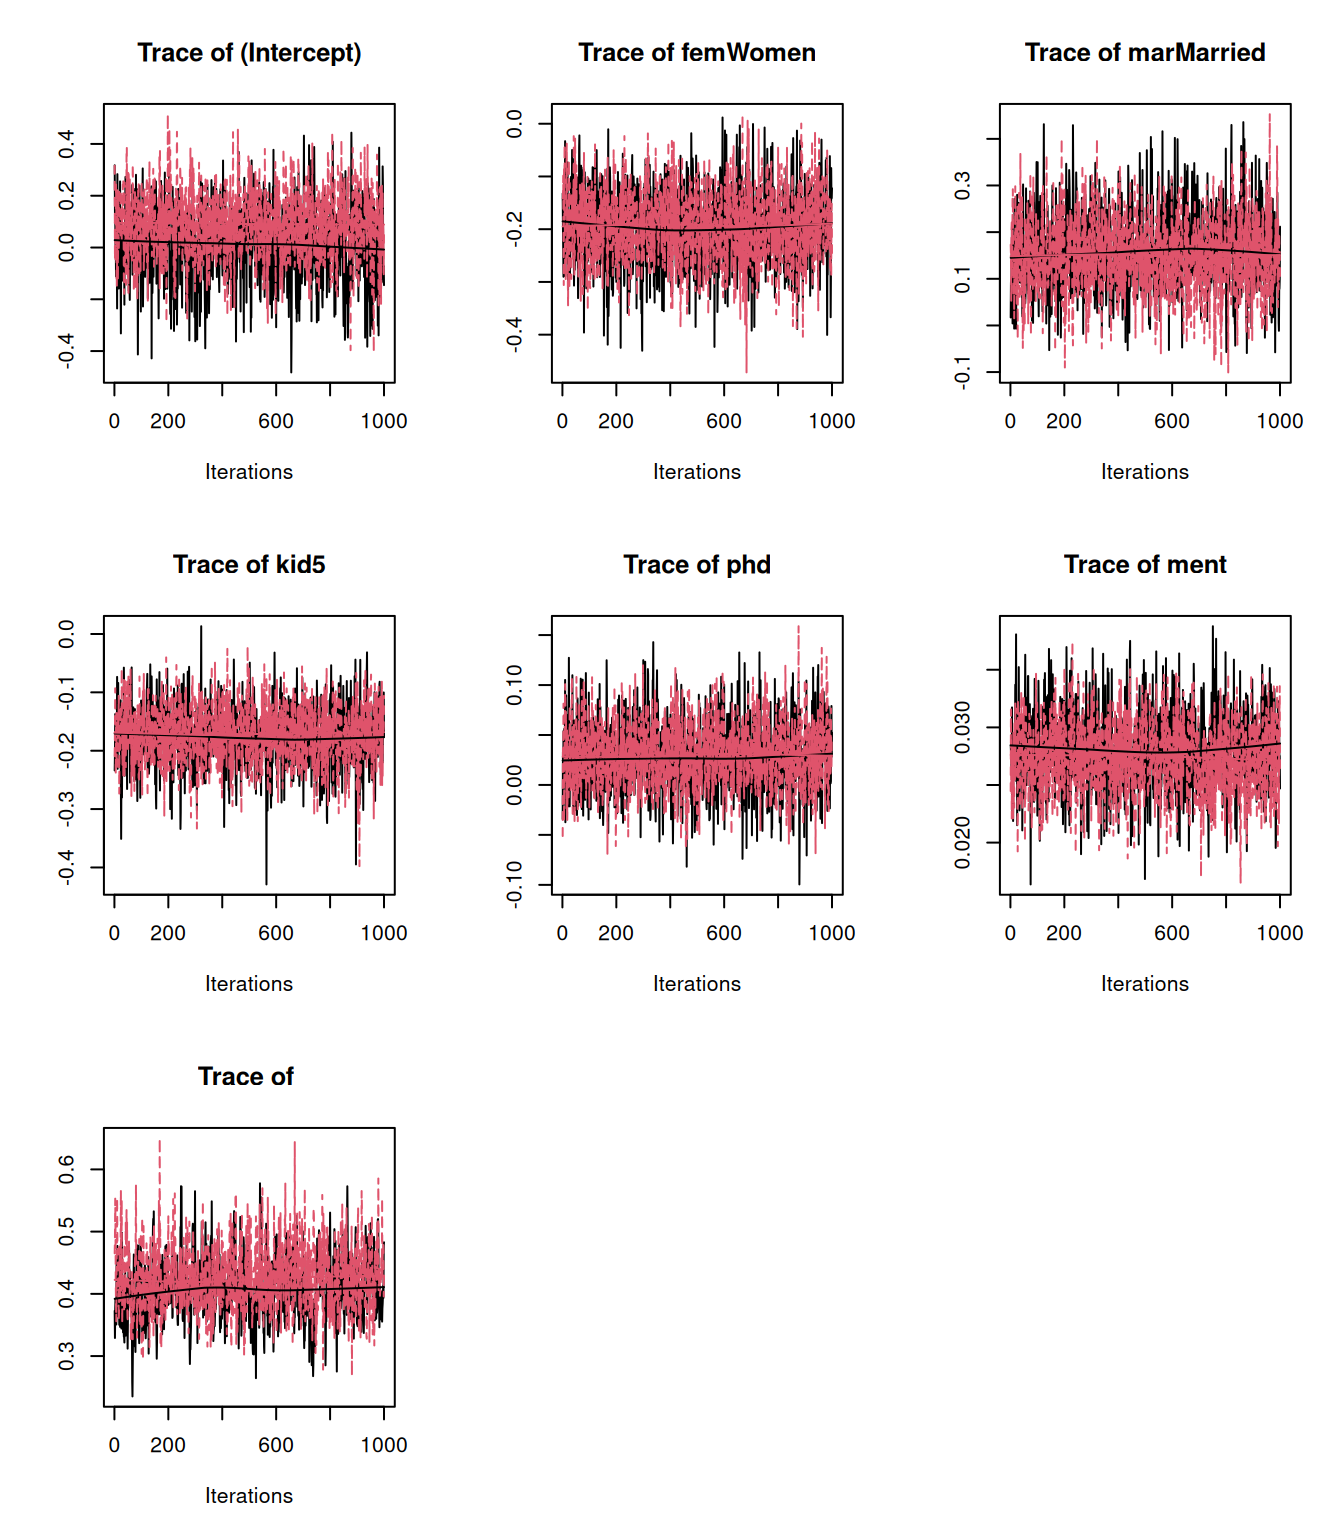 Trace of (Intercept)
0.4
0.2
0.0
-0.4
0 200 600 1000
Iterations
Trace of femWomen
0.0
-0.2
-0.4
0 200 600 1000
Iterations
Trace of marMarried
0.3
0.1
-0.1
0 200 600 1000
Iterations
Trace of kid5
0.0
-0.1
-0.2
-0.3
-0.4
0 200 600 1000
Iterations
Trace of phd
0.10
0.00
-0.10
0 200 600 1000
Iterations
Trace of ment
0.030
0.020
0 200 600 1000
Iterations
Trace of
0.6
0.5
0.4
0.3
0 200 600 1000
Iterations